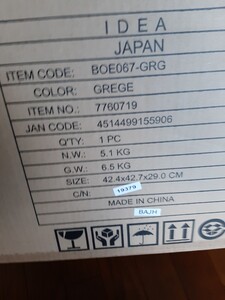 IDEA
JAPAN
ITEM CODE: BOE067-GRG
COLOR: GREGE
ITEM NO.: 7760719
JAN CODE: 4514499155906
Q'TY: 1 PC
N.W.: 5.1 KG
G.W.: 6.5 KG
SIZE: 42.4x42.7x29.0 CM
C/N: 19379
MADE IN CHINA
BAJH